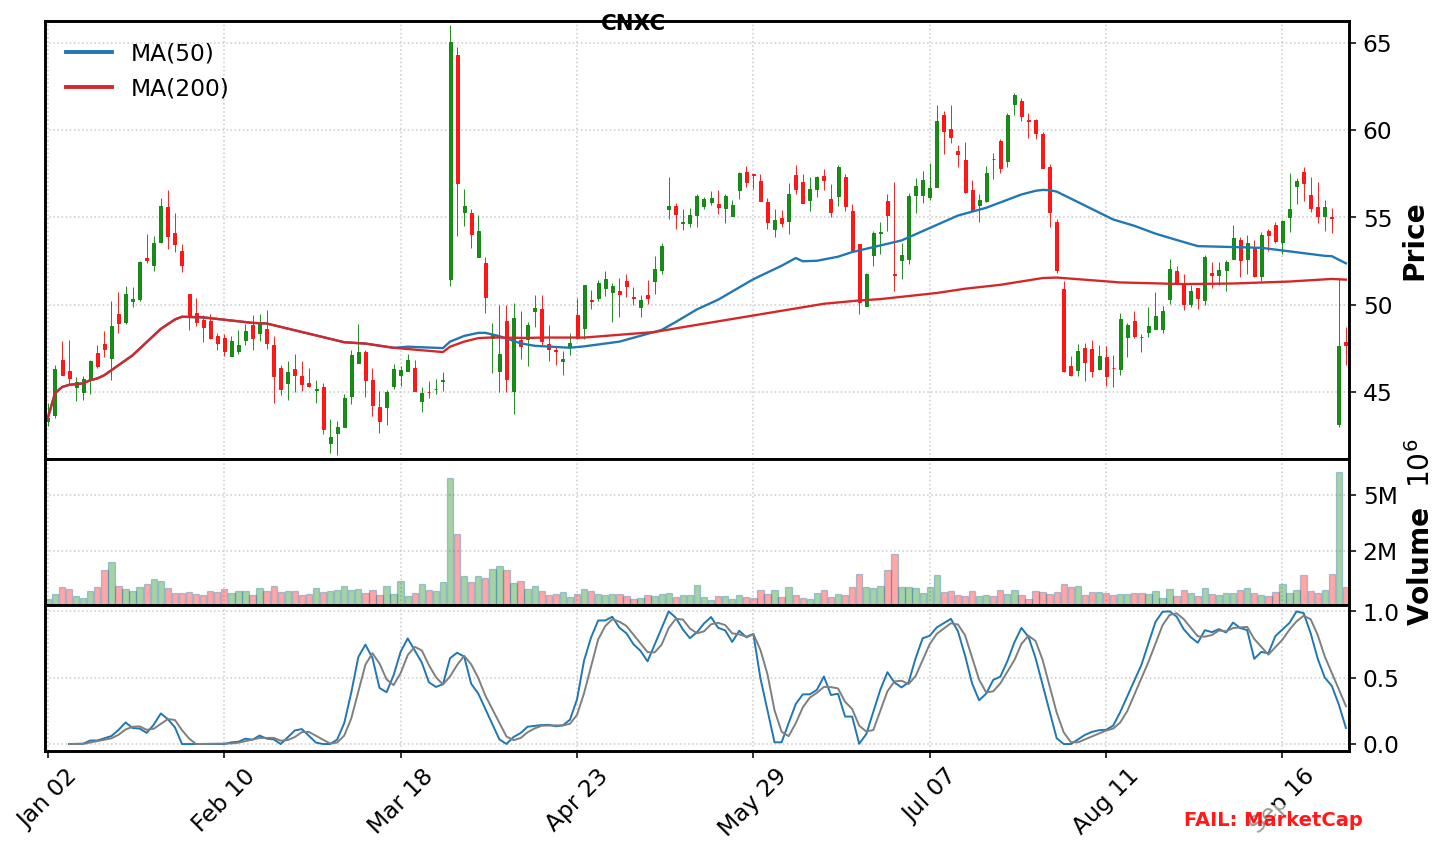 CNXC
MA(50)
MA(200)
65
60
55
50
45
Price
5M
2M
Volume 10⁶
1.0
0.5
0.0
Jan 02
Feb 10
Mar 18
Apr 23
May 29
Jul 07
Aug 11
Sep 16
FAIL: MarketCap